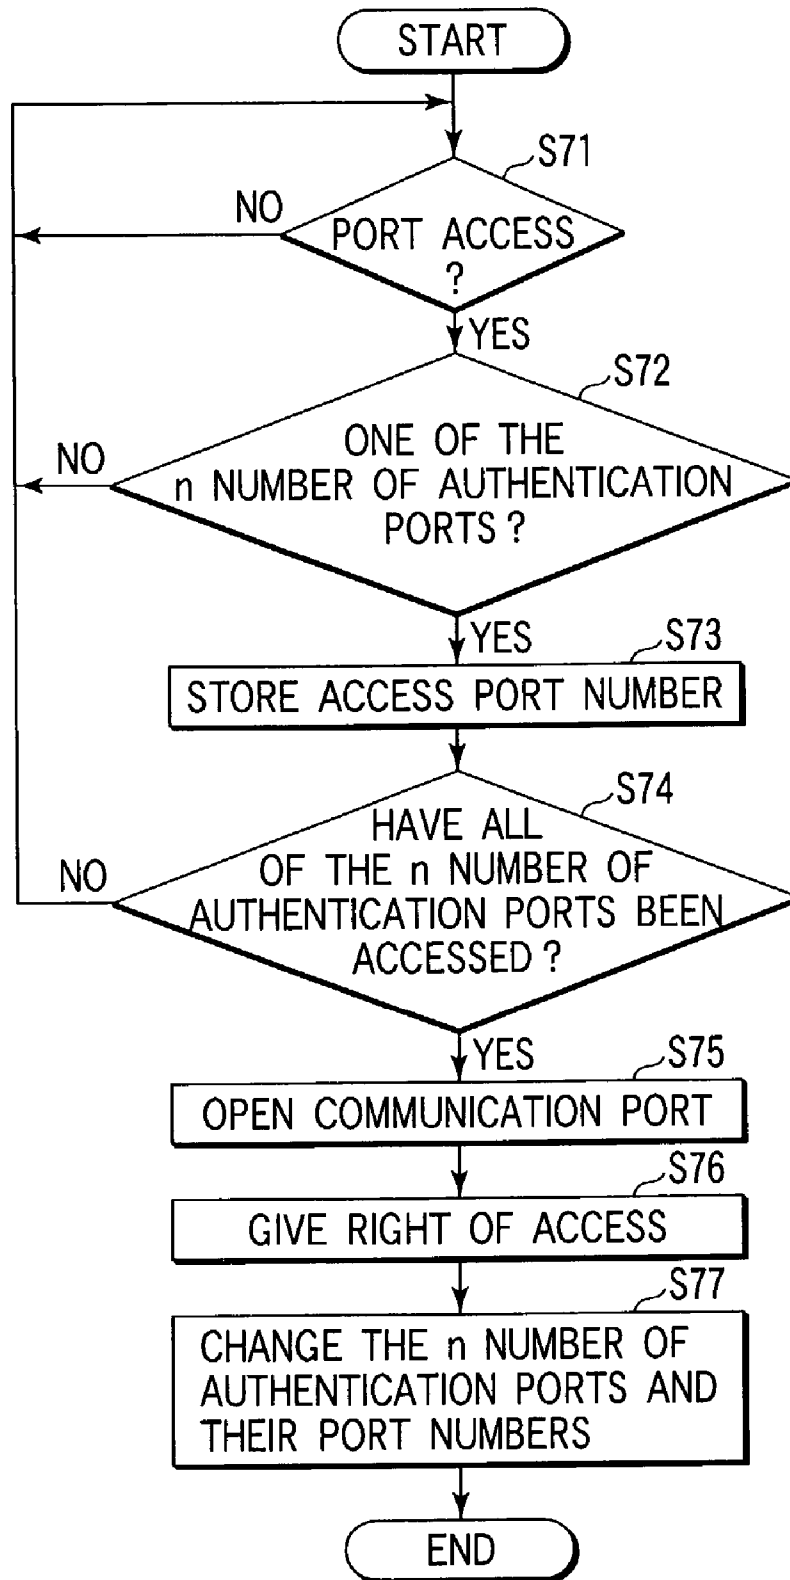 START
S71
NO
PORT ACCESS
?
YES
S72
NO
ONE OF THE
n NUMBER OF AUTHENTICATION
PORTS ?
YES
S73
STORE ACCESS PORT NUMBER
S74
NO
HAVE ALL
OF THE n NUMBER OF
AUTHENTICATION PORTS BEEN
ACCESSED ?
YES
S75
OPEN COMMUNICATION PORT
S76
GIVE RIGHT OF ACCESS
S77
CHANGE THE n NUMBER OF
AUTHENTICATION PORTS AND
THEIR PORT NUMBERS
END